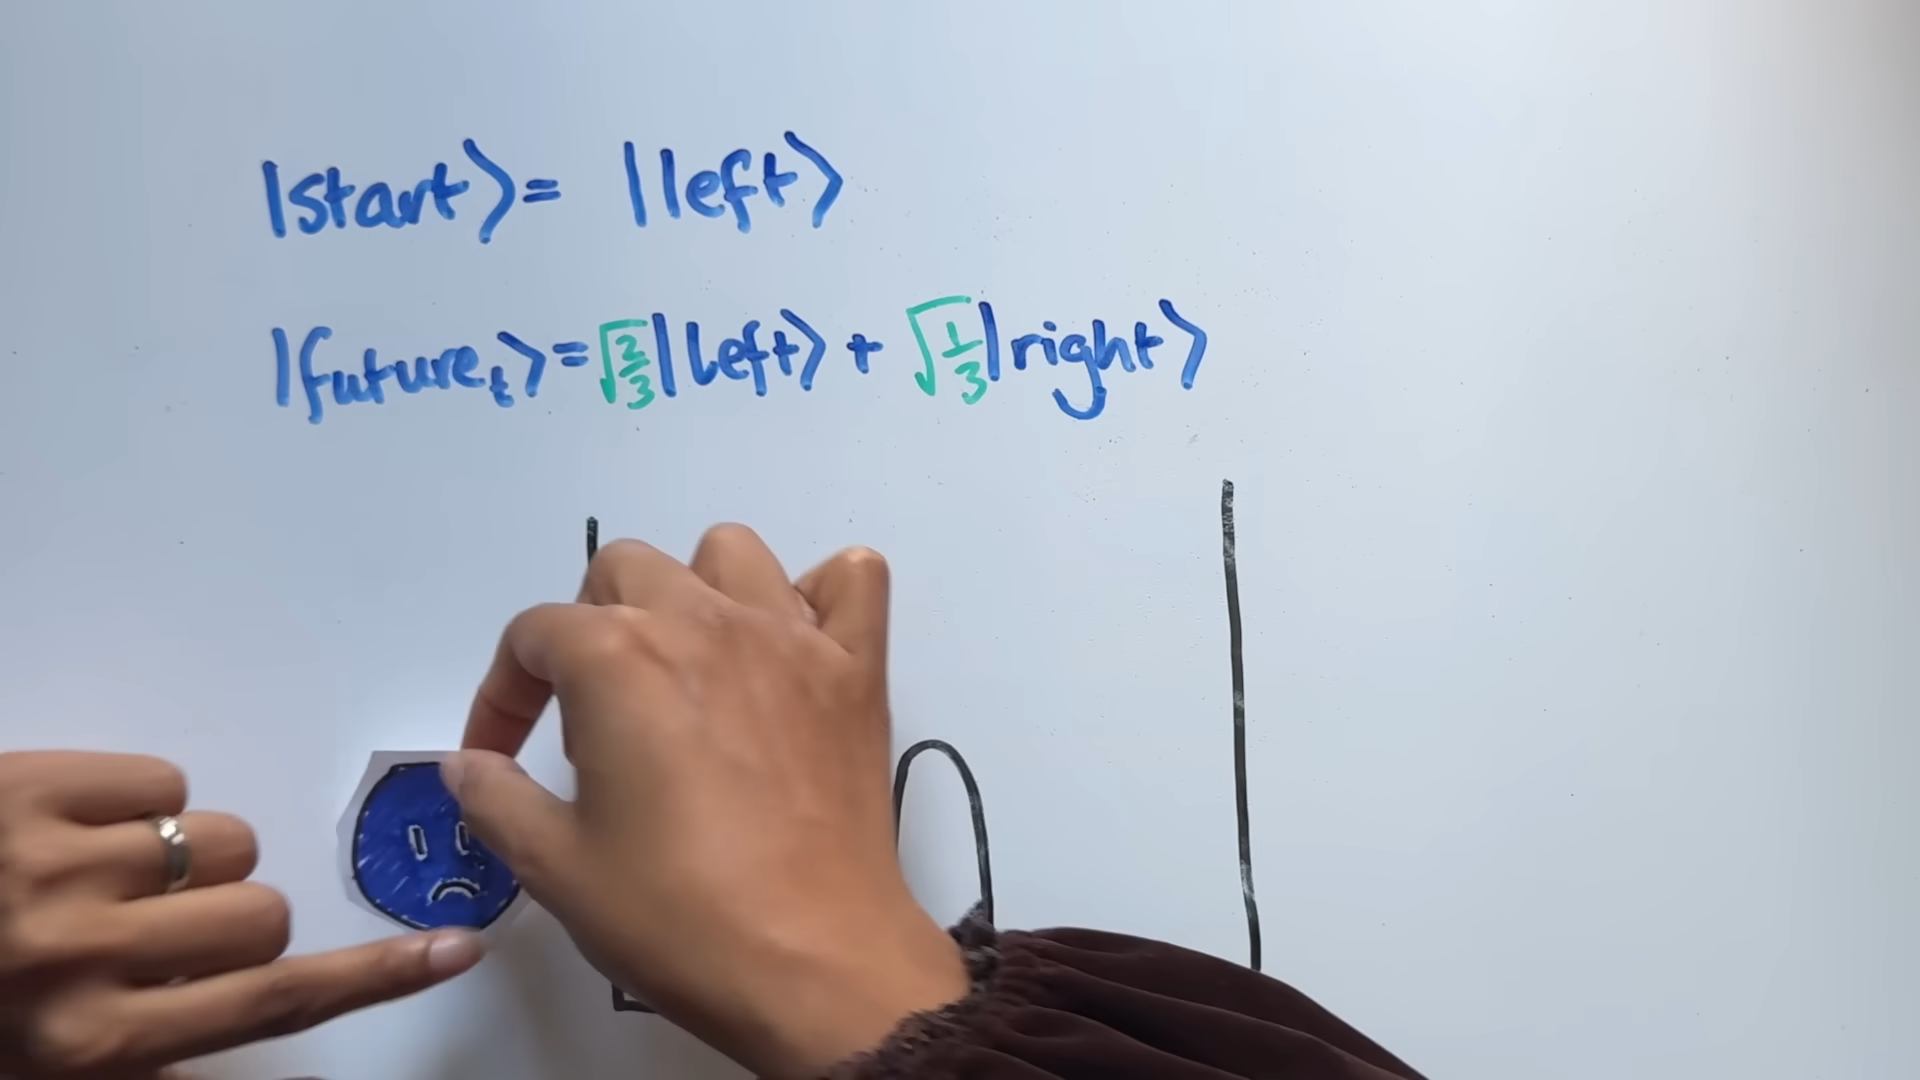 |start⟩ = |left⟩
|future_t⟩ = √2/3 |left⟩ + √1/3 |right⟩